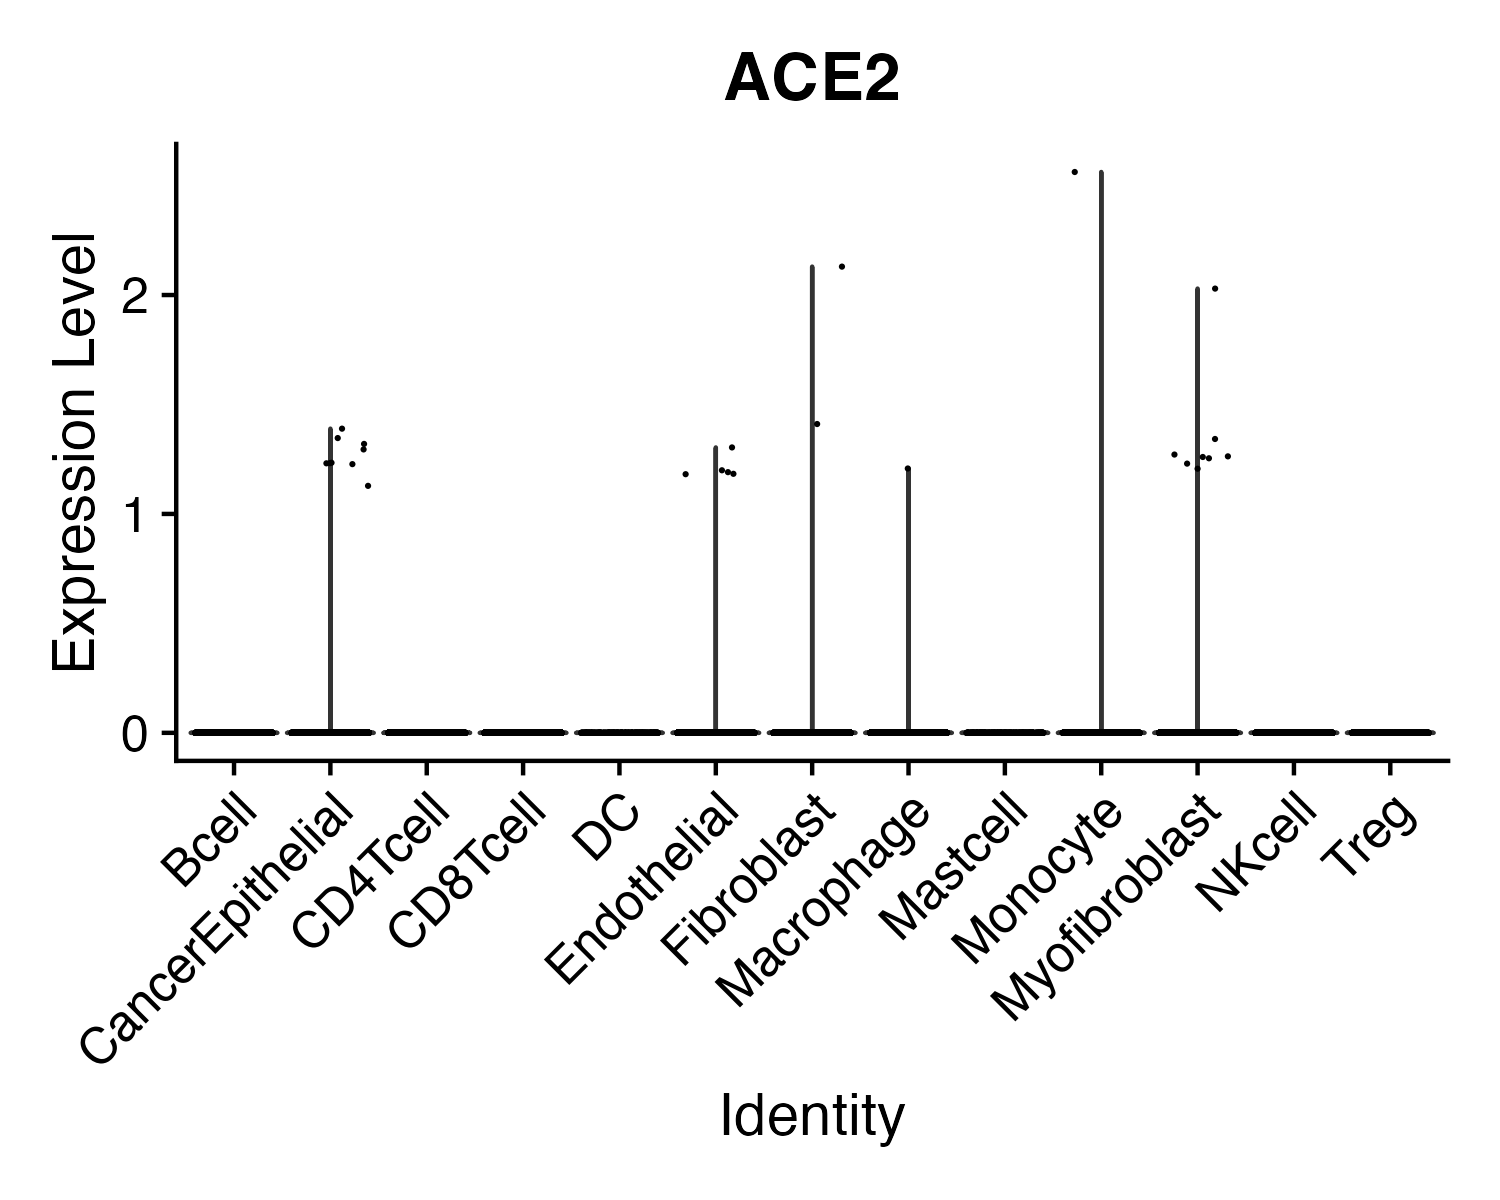 ACE2
Expression Level
2
1
0
Bcell
CancerEpithelial
CD4Tcell
CD8Tcell
DC
Endothelial
Fibroblast
Macrophage
Mastcell
Monocyte
Myofibroblast
NKcell
Treg
Identity